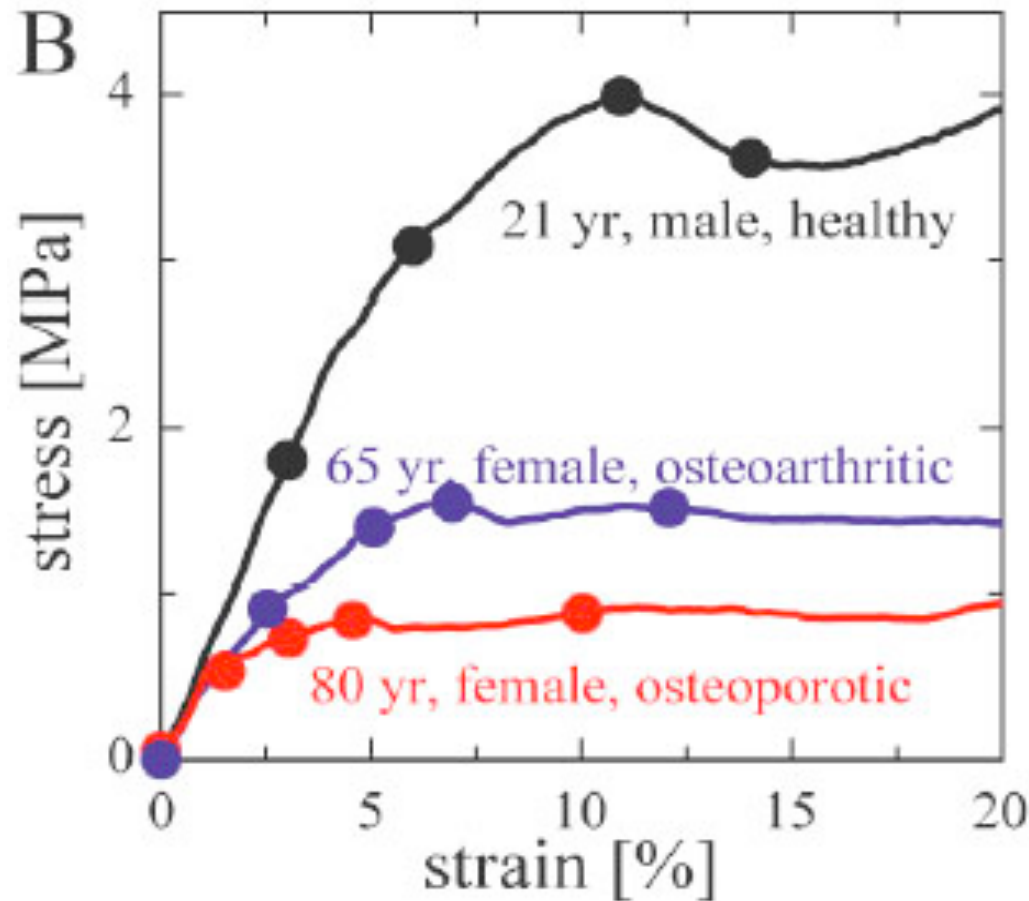 B
4
21 yr, male, healthy
stress [MPa]
2
65 yr, female, osteoarthritic
80 yr, female, osteoporotic
0
0 5 10 15 20
strain [%]